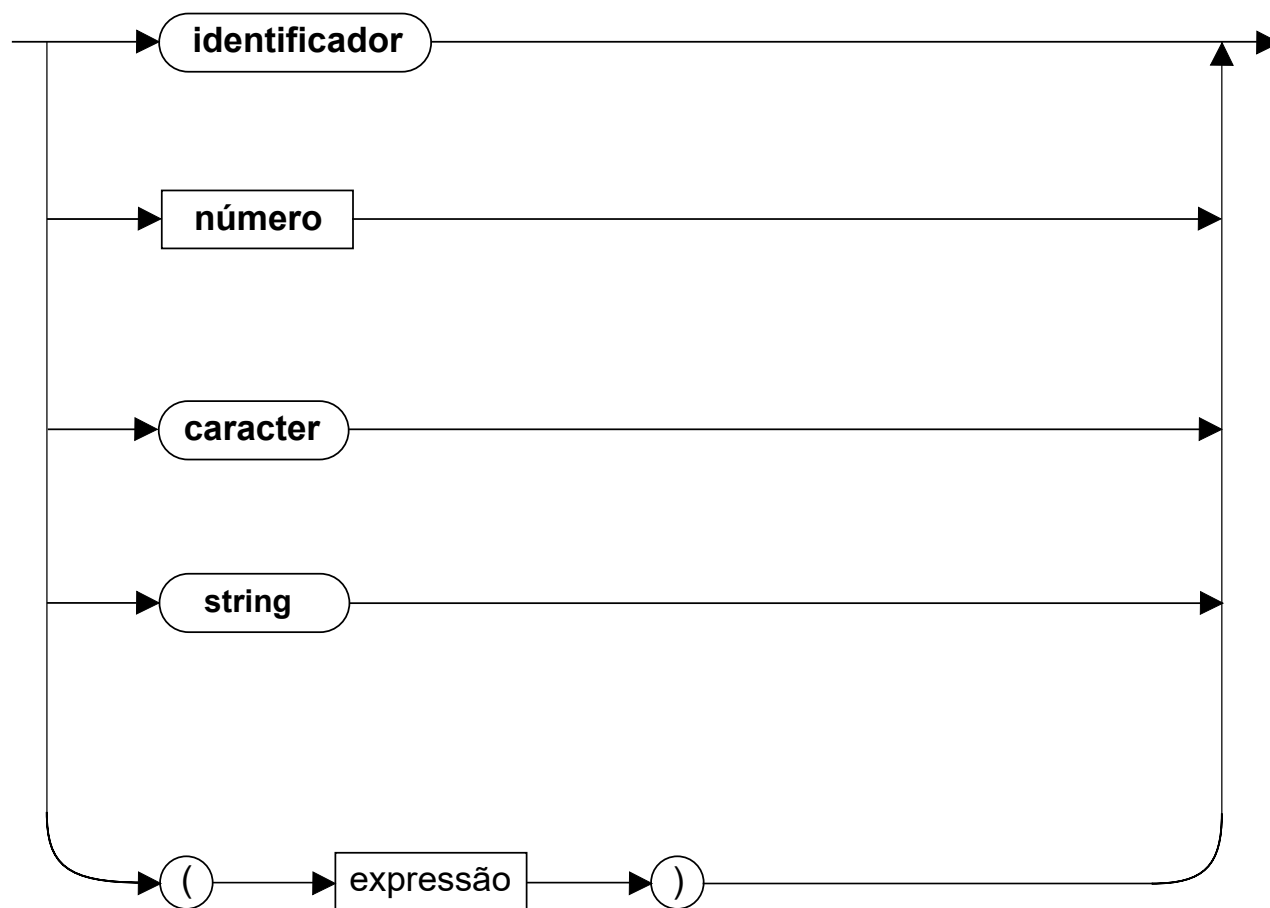 identificador
número
caracter
string
( expressão )